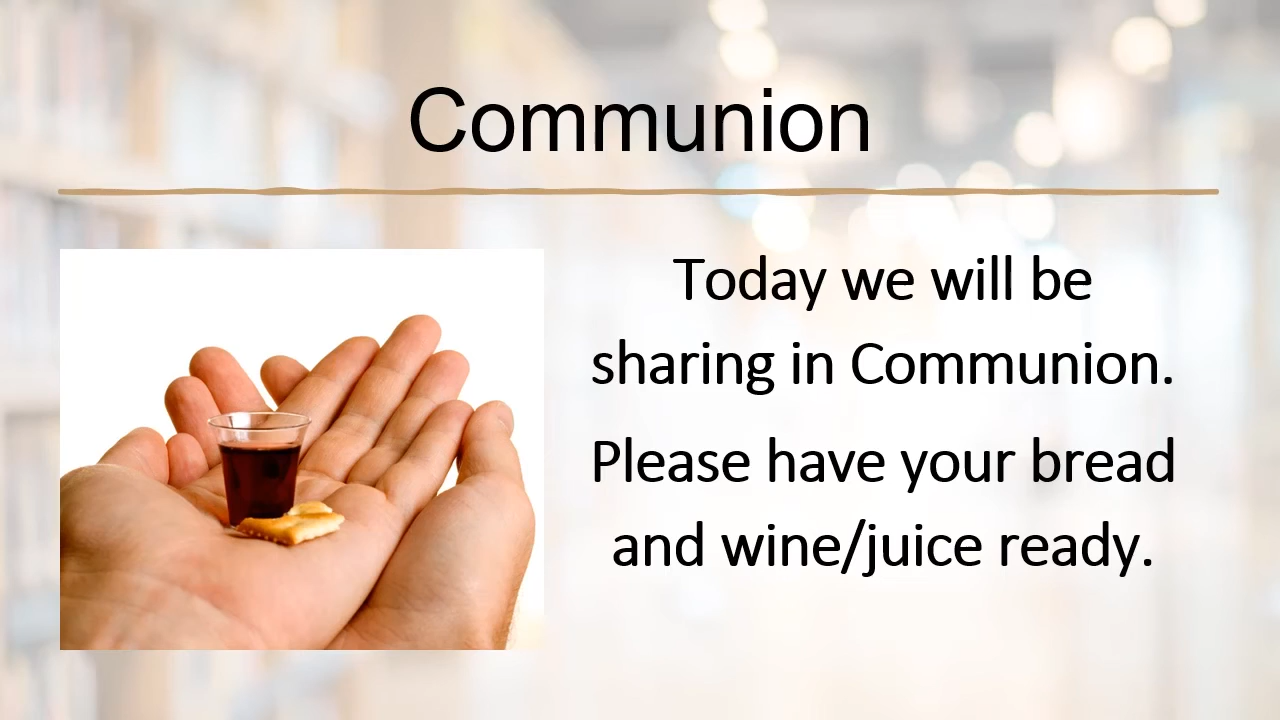 Communion
Today we will be
sharing in Communion.
Please have your bread
and wine/juice ready.